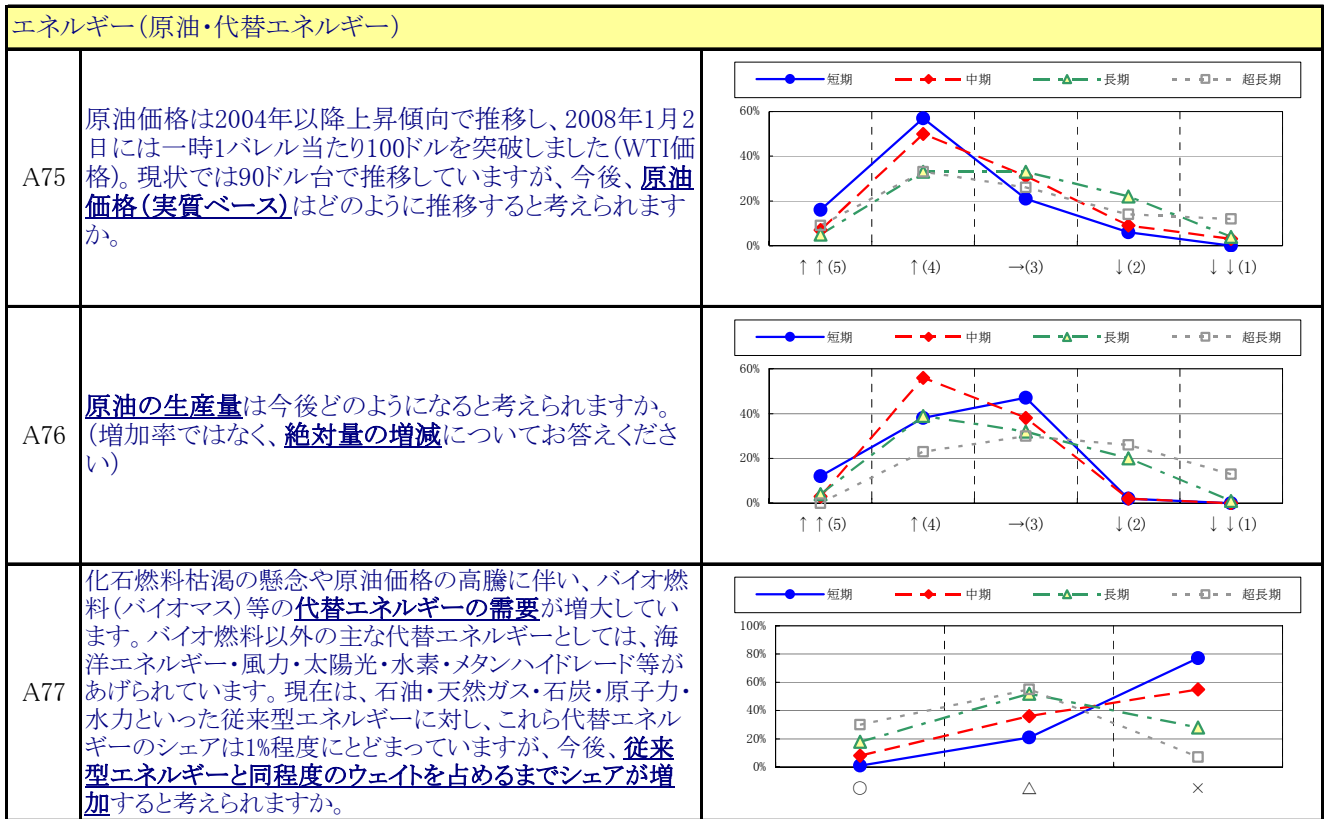 エネルギー(原油・代替エネルギー)
A75
原油価格は2004年以降上昇傾向で推移し、2008年1月2
日には一時1バレル当たり100ドルを突破しました(WTI価
格)。現状では90ドル台で推移していますが、今後、原油
価格(実質ベース)はどのように推移すると考えられます
か。
短期 中期 長期 超長期
60%
40%
20%
0%
↑↑(5) ↑(4) →(3) ↓(2) ↓↓(1)
A76
原油の生産量は今後どのようになると考えられますか。
(増加率ではなく、絶対量の増減についてお答えくださ
い)
短期 中期 長期 超長期
60%
40%
20%
0%
↑↑(5) ↑(4) →(3) ↓(2) ↓↓(1)
A77
化石燃料枯渇の懸念や原油価格の高騰に伴い、バイオ燃
料(バイオマス)等の代替エネルギーの需要が増大してい
ます。バイオ燃料以外の主な代替エネルギーとしては、海
洋エネルギー・風力・太陽光・水素・メタンハイドレード等が
あげられています。現在は、石油・天然ガス・石炭・原子力・
水力といった従来型エネルギーに対し、これら代替エネル
ギーのシェアは1%程度にとどまっていますが、今後、従来
型エネルギーと同程度のウェイトを占めるまでシェアが増
加すると考えられますか。
短期 中期 長期 超長期
100%
80%
60%
40%
20%
0%
○ △ ×